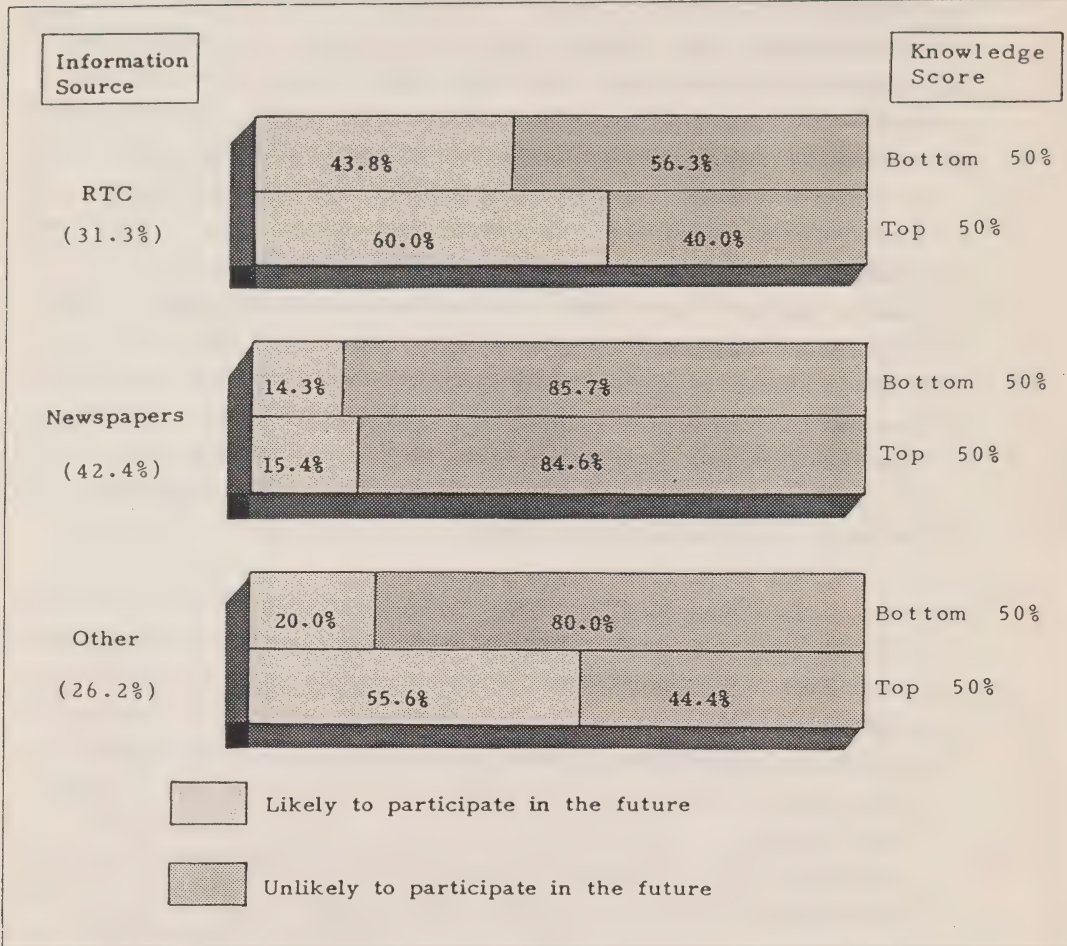 Information
Source
Knowledge
Score
43.8% 56.3% Bottom 50%
RTC
(31.3%)
60.0% 40.0% Top 50%
14.3% 85.7% Bottom 50%
Newspapers
(42.4%)
15.4% 84.6% Top 50%
20.0% 80.0% Bottom 50%
Other
(26.2%)
55.6% 44.4% Top 50%
Likely to participate in the future
Unlikely to participate in the future